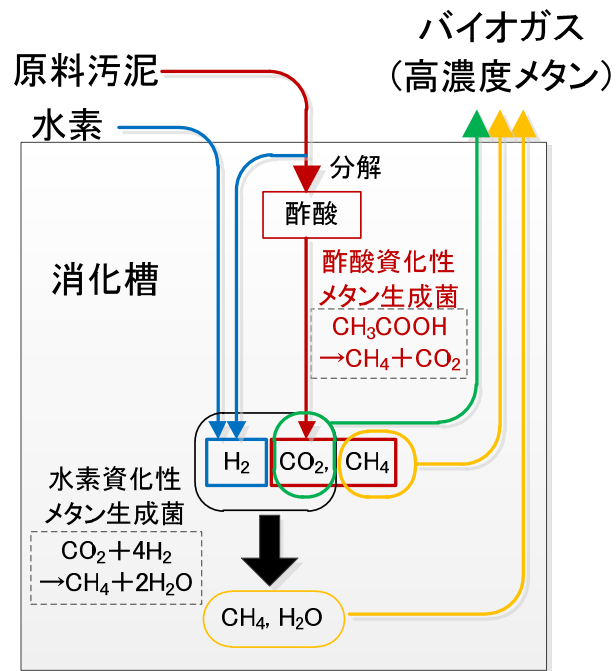 バイオガス
（高濃度メタン）
原料汚泥
水素
分解
酢酸
消化槽
酢酸資化性
メタン生成菌
CH₃COOH
→CH₄＋CO₂
H₂
CO₂,
CH₄
水素資化性
メタン生成菌
CO₂＋4H₂
→CH₄＋2H₂O
CH₄, H₂O